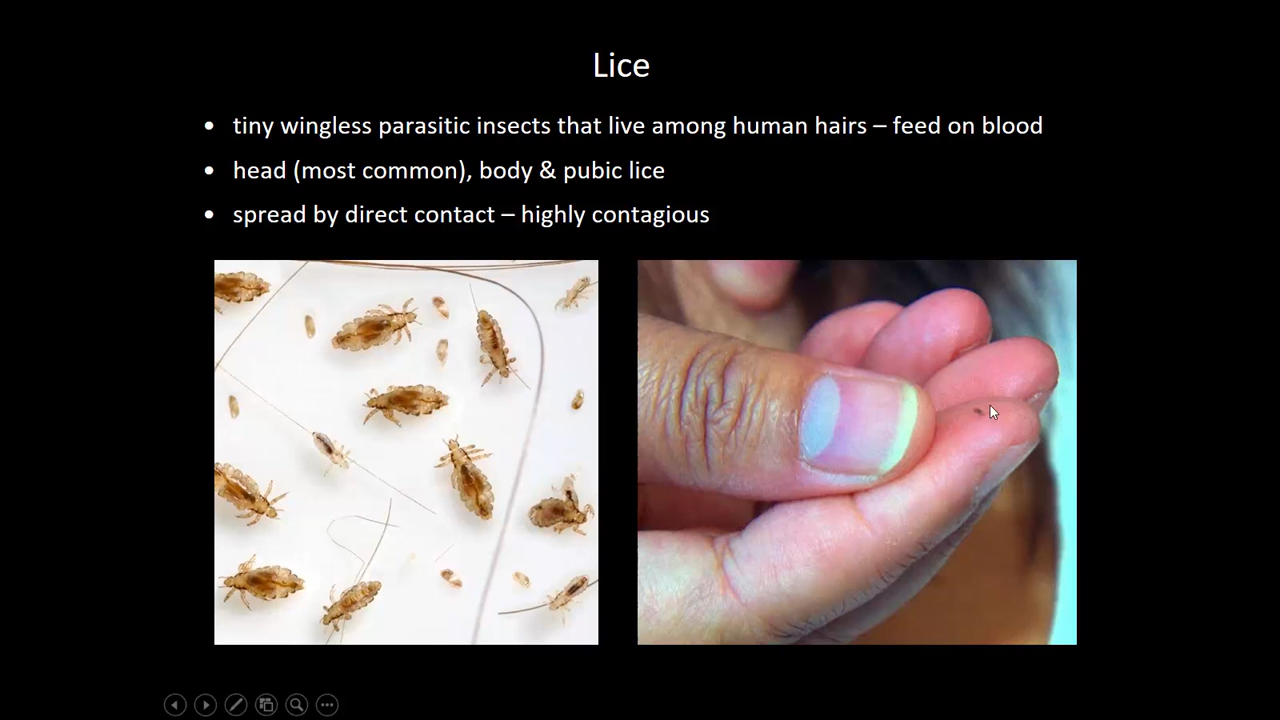 Lice
• tiny wingless parasitic insects that live among human hairs – feed on blood
• head (most common), body & pubic lice
• spread by direct contact – highly contagious